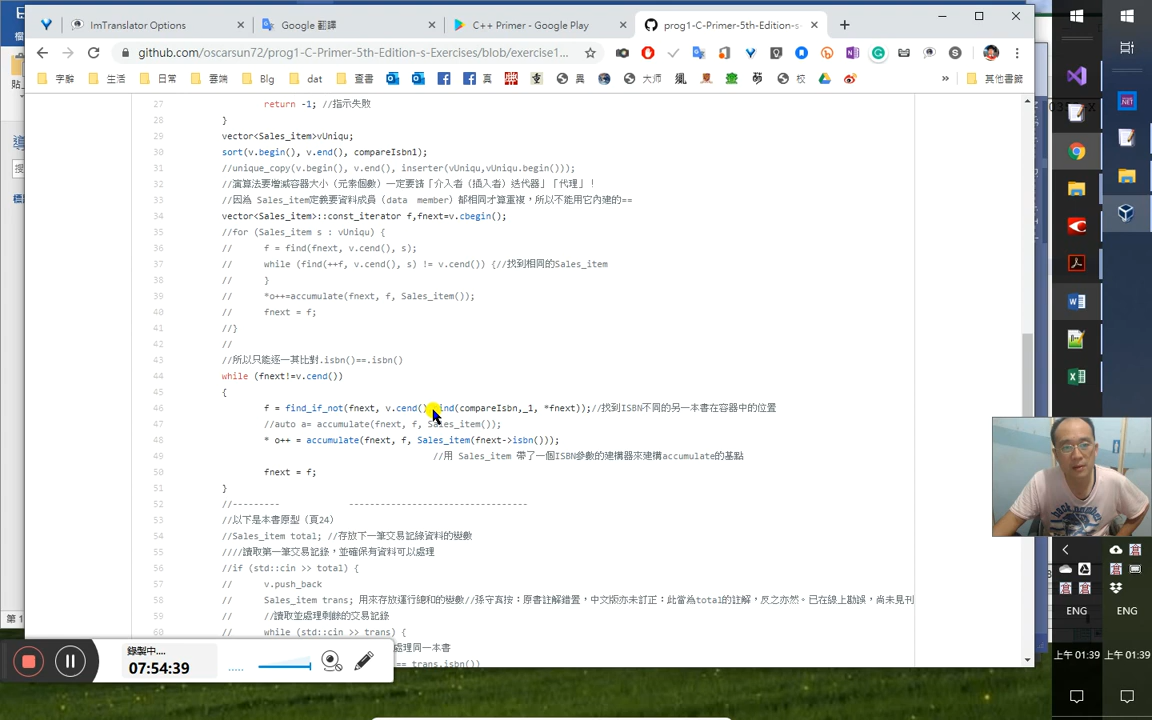 ImTranslator Options
Google 翻譯
C++ Primer - Google Play
prog1-C-Primer-5th-Edition-s-
github.com/oscarsun72/prog1-C-Primer-5th-Edition-s-Exercises/blob/exercise1...
字辭
生活
日常
雲端
Blg
dat
查書
真
異
大师
萌
校
»
其他書籤
27 return -1; //指示失敗
28 }
29 vector<Sales_item>vUniqu;
30 sort(v.begin(), v.end(), compareIsbn1);
31 //unique_copy(v.begin(), v.end(), inserter(vUniqu,vUniqu.begin()));
32 //演算法要增減容器大小（元素個數）一定要請「介入者（插入者）迭代器」「代理」！
33 //因為 Sales_item定義要資料成員（data member）都相同才算重複，所以不能用它內建的==
34 vector<Sales_item>::const_iterator f,fnext=v.cbegin();
35 //for (Sales_item s : vUniqu) {
36 // f = find(fnext, v.cend(), s);
37 // while (find(++f, v.cend(), s) != v.cend()) {//找到相同的Sales_item
38 // }
39 // *o++=accumulate(fnext, f, Sales_item());
40 // fnext = f;
41 //}
42 //
43 //所以只能逐一其比對.isbn()==.isbn()
44 while (fnext!=v.cend())
45 {
46 f = find_if_not(fnext, v.cend() ind(compareIsbn,_1, *fnext));//找到ISBN不同的另一本書在容器中的位置
47 //auto a= accumulate(fnext, f, Sales_item());
48 * o++ = accumulate(fnext, f, Sales_item(fnext->isbn()));
49 //用 Sales_item 帶了一個ISBN參數的建構器來建構accumulate的基點
50 fnext = f;
51 }
52 //--------- ---------------------------------
53 //以下是本書原型（頁24）
54 //Sales_item total; //存放下一筆交易記錄資料的變數
55 ////讀取第一筆交易記錄，並確保有資料可以處理
56 //if (std::cin >> total) {
57 // v.push_back
58 // Sales_item trans; 用來存放運行總和的變數//孫守真按：原書註解錯置，中文版亦未訂正：此當為total的註解，反之亦然。已在線上勘誤，尚未見刊
59 // //讀取並處理剩餘的交易記錄
60 // while (std::cin >> trans) {
處理同一本書
== trans.isbn())
錄製中....
07:54:39
ENG
ENG
上午 01:39
上午 01:39